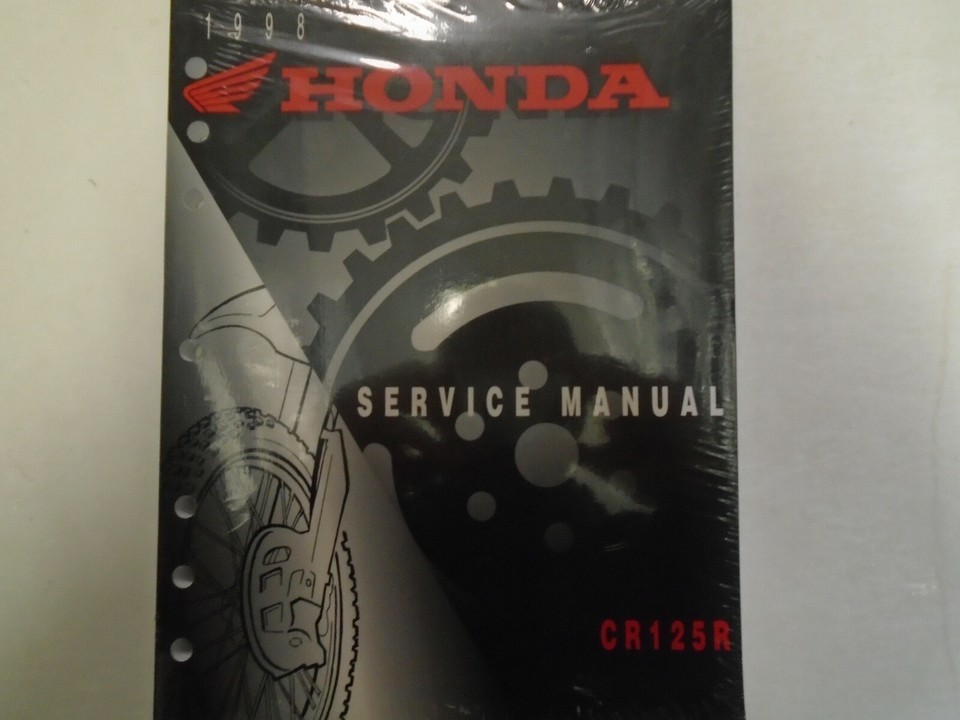 1998
HONDA
SERVICE MANUAL
CR125R